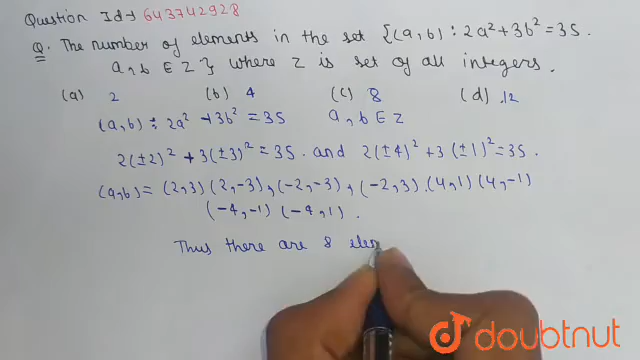 Question Id → 643742928
Q. The number of elements in the set {(a,b) : 2a² + 3b² = 35.
a,b ∈ Z } where Z is set of all integers.
(a) 2 (b) 4 (c) 8 (d) .12
(a,b) : 2a² + 3b² = 35 a,b ∈ Z
2(±2)² + 3(±3)² = 35. and 2(±4)² + 3(±1)² = 35.
(a,b) = (2,3) (2,-3), (-2,-3), (-2,3). (4,1) (4,-1)
(-4,-1) (-4,1).
Thus there are 8 elem
doubtnut